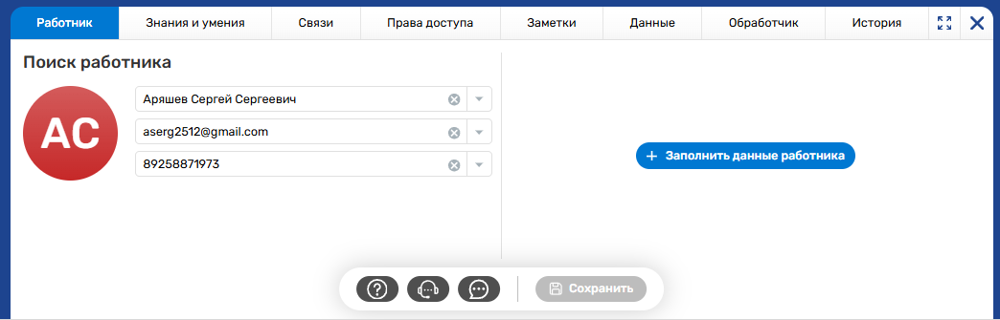 Работник Знания и умения Связи Права доступа Заметки Данные Обработчик История
Поиск работника
АС
Аряшев Сергей Сергеевич
aserg2512@gmail.com
89258871973
+ Заполнить данные работника
Сохранить